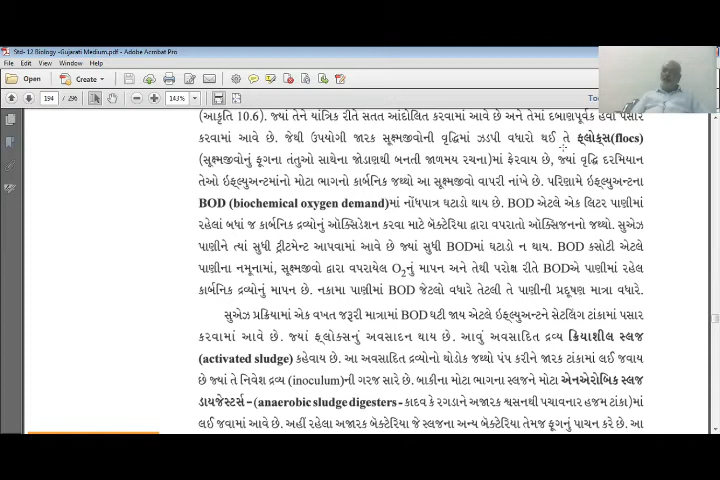 Std- 12 Biology -Gujarati Medium.pdf - Adobe Acrobat Pro
File Edit View Window Help
Open Create
194 / 296 143%
(આકૃતિ 10.6). જ્યાં તેને યાંત્રિક રીતે સતત આંદોલિત કરવામાં આવે છે અને તેમાં દબાણપૂર્વક હવા પસાર
કરવામાં આવે છે. જેથી ઉપયોગી જારક સૂક્ષ્મજીવોની વૃદ્ધિમાં ઝડપી વધારો થઈ તે ફ્લોક્સ(flocs)
(સૂક્ષ્મજીવોનું ફૂગના તંતુઓ સાથેના જોડાણથી બનતી જાળમય રચના)માં ફેરવાય છે, જ્યાં વૃદ્ધિ દરમિયાન
તેઓ ઇફ્લુઅન્ટમાંનો મોટા ભાગનો કાર્બનિક જથ્થો આ સૂક્ષ્મજીવો વાપરી નાંખે છે. પરિણામે ઇફ્લુઅન્ટના
BOD (biochemical oxygen demand)માં નોંધપાત્ર ઘટાડો થાય છે. BOD એટલે એક લિટર પાણીમાં
રહેલાં બધાં જ કાર્બનિક દ્રવ્યોનું ઑક્સિડેશન કરવા માટે બૅક્ટેરિયા દ્વારા વપરાતો ઑક્સિજનનો જથ્થો. સુએઝ
પાણીને ત્યાં સુધી ટ્રીટમેન્ટ આપવામાં આવે છે જ્યાં સુધી BODમાં ઘટાડો ન થાય. BOD કસોટી એટલે
પાણીના નમૂનામાં, સૂક્ષ્મજીવો દ્વારા વપરાયેલ O2નું માપન અને તેથી પરોક્ષ રીતે BODએ પાણીમાં રહેલ
કાર્બનિક દ્રવ્યોનું માપન છે. નકામા પાણીમાં BOD જેટલો વધારે તેટલી તે પાણીની પ્રદૂષણ માત્રા વધારે.
સુએઝ પ્રક્રિયામાં એક વખત જરૂરી માત્રામાં BOD ઘટી જાય એટલે ઇફ્લુઅન્ટને સેટલિંગ ટાંકામાં પસાર
કરવામાં આવે છે. જ્યાં ફ્લોક્સનું અવસાદન થાય છે. આવું અવસાદિત દ્રવ્ય ક્રિયાશીલ સ્લજ
(activated sludge) કહેવાય છે. આ અવસાદિત દ્રવ્યોનો થોડોક જથ્થો પંપ કરીને જારક ટાંકામાં લઈ જવાય
છે જ્યાં તે નિવેશ દ્રવ્ય (inoculum)ની ગરજ સારે છે. બાકીના મોટા ભાગના સ્લજને મોટા એનએરોબિક સ્લજ
ડાયજેસ્ટર્સ – (anaerobic sludge digesters - કાદવ કે રગડાને અજારક શ્વસનથી પચાવનાર હજમ ટાંકા)માં
લઈ જવામાં આવે છે. અહીં રહેલા અજારક બૅક્ટેરિયા જે સ્લજના અન્ય બૅક્ટેરિયા તેમજ ફૂગનું પાચન કરે છે. આ